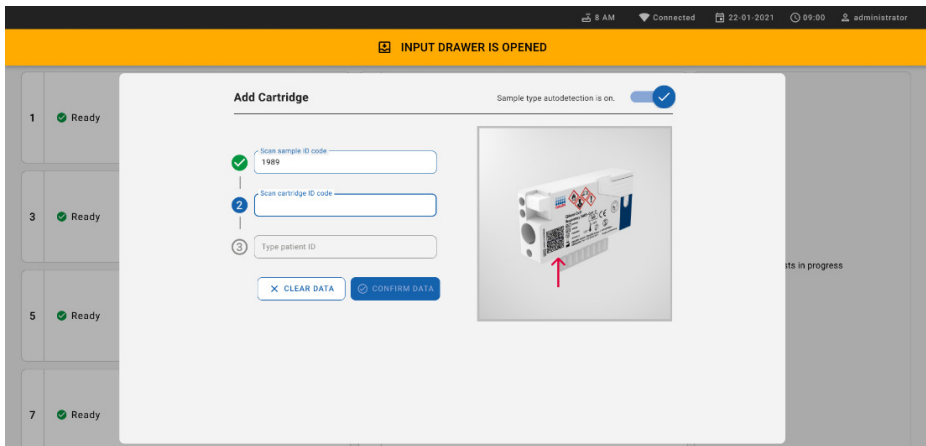 8 AM Connected 22-01-2021 09:00 administrator
INPUT DRAWER IS OPENED
Add Cartridge
Sample type autodetection is on.
1 Ready
Scan sample ID code
1989
Scan cartridge ID code
2
3 Ready
3 Type patient ID
sts in progress
CLEAR DATA
CONFIRM DATA
5 Ready
7 Ready